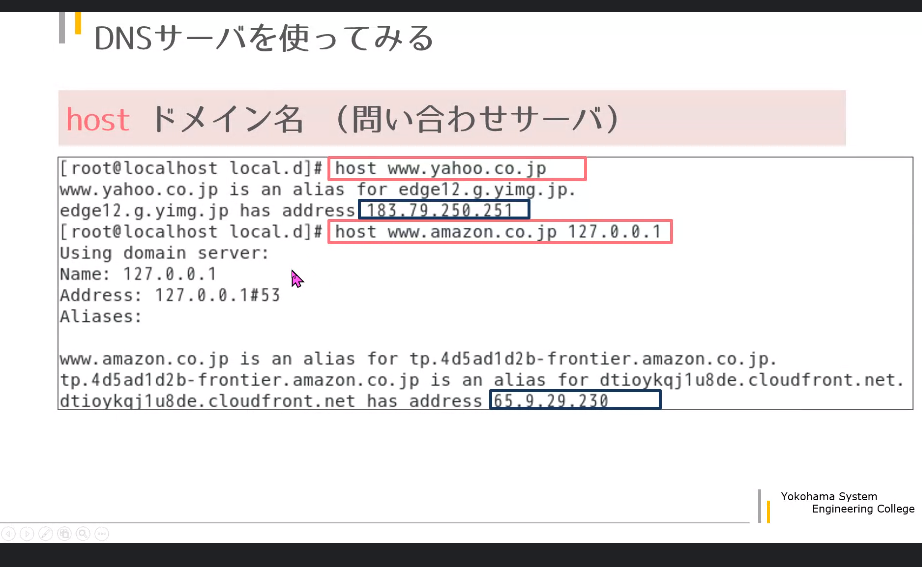 DNSサーバを使ってみる
host ドメイン名 （問い合わせサーバ）
[root@localhost local.d]# host www.yahoo.co.jp
www.yahoo.co.jp is an alias for edge12.g.yimg.jp.
edge12.g.yimg.jp has address 183.79.250.251
[root@localhost local.d]# host www.amazon.co.jp 127.0.0.1
Using domain server:
Name: 127.0.0.1
Address: 127.0.0.1#53
Aliases:
www.amazon.co.jp is an alias for tp.4d5ad1d2b-frontier.amazon.co.jp.
tp.4d5ad1d2b-frontier.amazon.co.jp is an alias for dtioykqj1u8de.cloudfront.net.
dtioykqj1u8de.cloudfront.net has address 65.9.29.230
Yokohama System
Engineering College